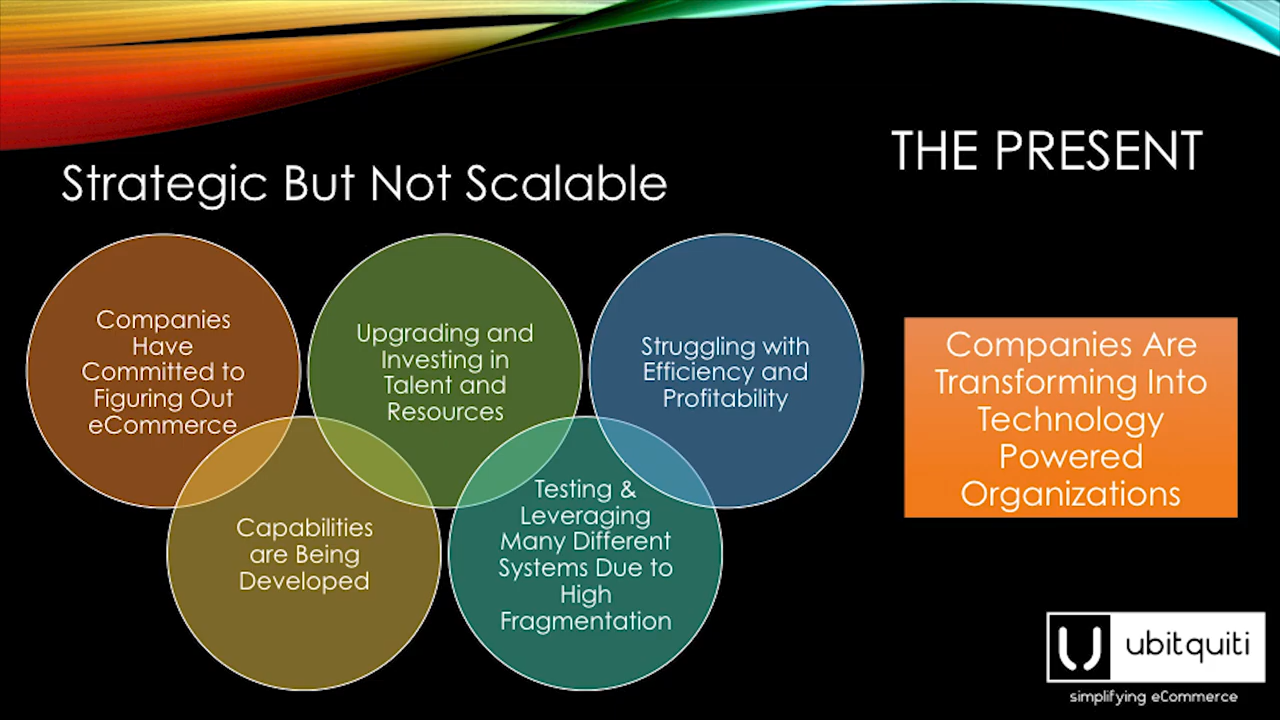 THE PRESENT
Strategic But Not Scalable
Companies
Have
Committed to
Figuring Out
eCommerce
Capabilities
are Being
Developed
Upgrading and
Investing in
Talent and
Resources
Testing &
Leveraging
Many Different
Systems Due to
High
Fragmentation
Struggling with
Efficiency and
Profitability
Companies Are
Transforming Into
Technology
Powered
Organizations
ubitquiti
simplifying eCommerce